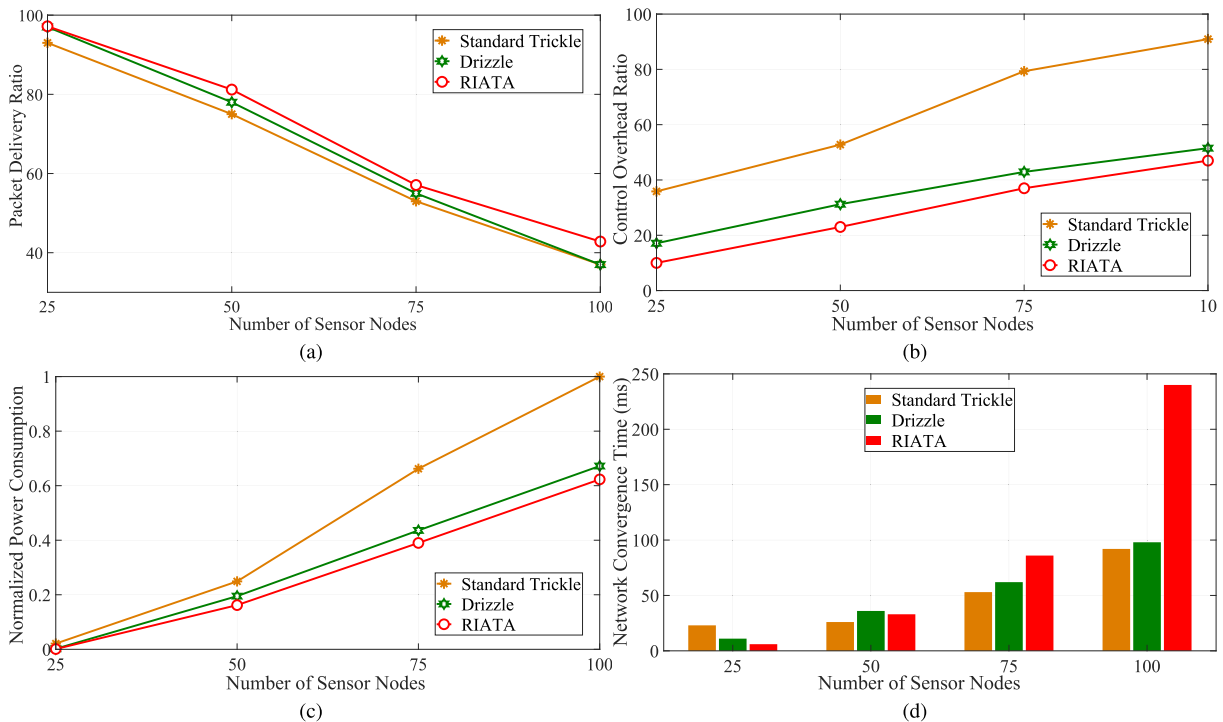 100
80
60
40
Packet Delivery Ratio
Standard Trickle
Drizzle
RIATA
25
50
75
100
Number of Sensor Nodes
(a)
100
80
60
40
20
0
Control Overhead Ratio
Standard Trickle
Drizzle
RIATA
25
50
75
10
Number of Sensor Nodes
(b)
1
0.8
0.6
0.4
0.2
0
Normalized Power Consumption
Standard Trickle
Drizzle
RIATA
25
50
75
100
Number of Sensor Nodes
(c)
250
200
150
100
50
0
Network Convergence Time (ms)
Standard Trickle
Drizzle
RIATA
25
50
75
100
Number of Sensor Nodes
(d)